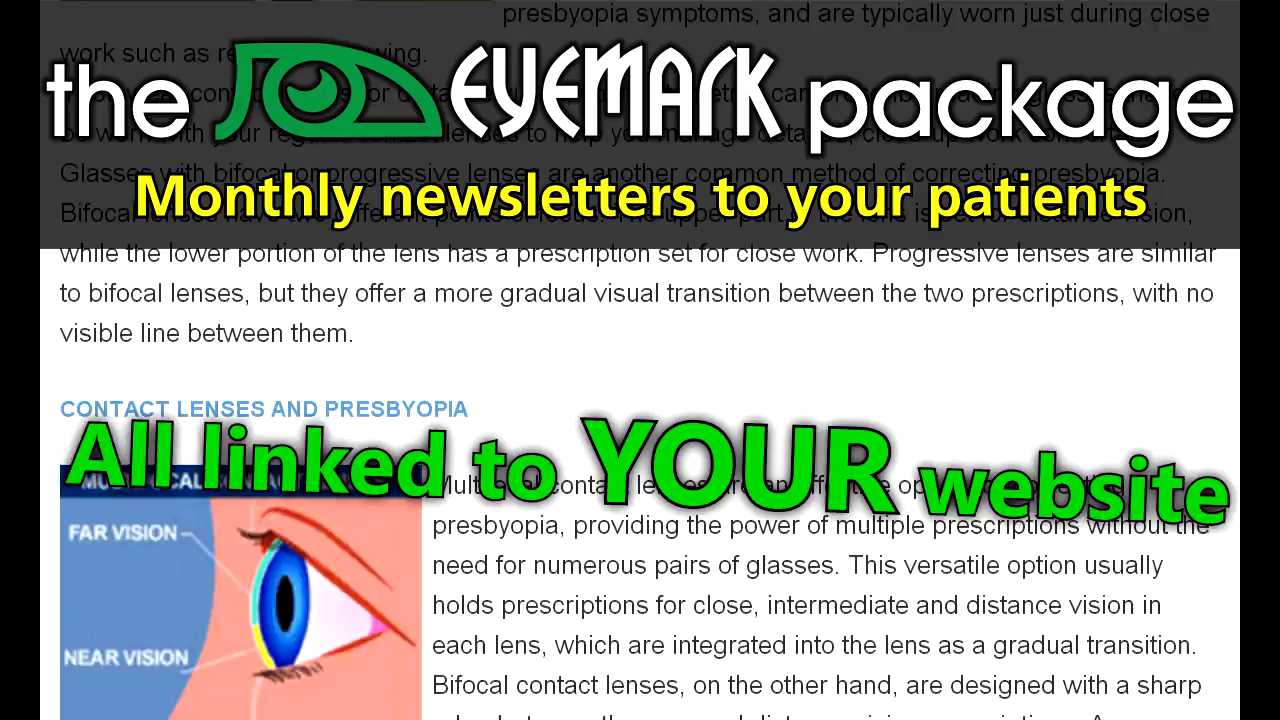 presbyopia symptoms, and are typically worn just during close
work such as
the EYEMARK package
Glasses with bifocal or progressive lenses are another common method of correcting presbyopia.
Monthly newsletters to your patients
while the lower portion of the lens has a prescription set for close work. Progressive lenses are similar
to bifocal lenses, but they offer a more gradual visual transition between the two prescriptions, with no
visible line between them.
CONTACT LENSES AND PRESBYOPIA
All linked to YOUR website
FAR VISION
NEAR VISION
presbyopia, providing the power of multiple prescriptions without the
need for numerous pairs of glasses. This versatile option usually
holds prescriptions for close, intermediate and distance vision in
each lens, which are integrated into the lens as a gradual transition.
Bifocal contact lenses, on the other hand, are designed with a sharp